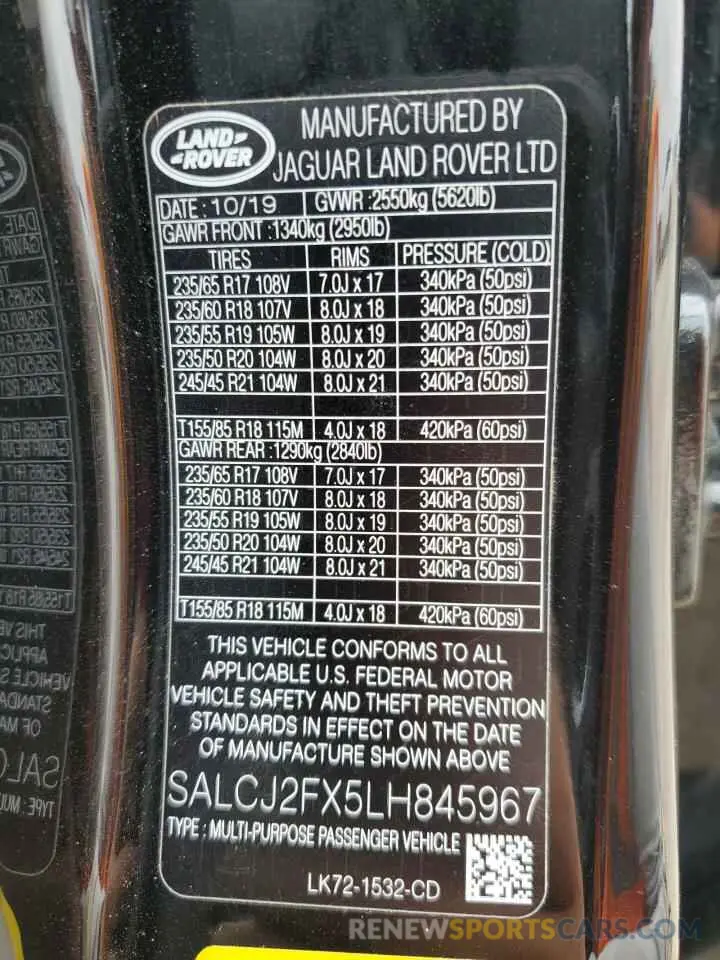 LAND ROVER
MANUFACTURED BY
JAGUAR LAND ROVER LTD
DATE : 10/19 GVWR :2550kg (5620lb)
GAWR FRONT :1340kg (2950lb)
TIRES RIMS PRESSURE (COLD)
235/65 R17 108V 7.0J x 17 340kPa (50psi)
235/60 R18 107V 8.0J x 18 340kPa (50psi)
235/55 R19 105W 8.0J x 19 340kPa (50psi)
235/50 R20 104W 8.0J x 20 340kPa (50psi)
245/45 R21 104W 8.0J x 21 340kPa (50psi)
T155/85 R18 115M 4.0J x 18 420kPa (60psi)
GAWR REAR :1290kg (2840lb)
235/65 R17 108V 7.0J x 17 340kPa (50psi)
235/60 R18 107V 8.0J x 18 340kPa (50psi)
235/55 R19 105W 8.0J x 19 340kPa (50psi)
235/50 R20 104W 8.0J x 20 340kPa (50psi)
245/45 R21 104W 8.0J x 21 340kPa (50psi)
T155/85 R18 115M 4.0J x 18 420kPa (60psi)
THIS VEHICLE CONFORMS TO ALL
APPLICABLE U.S. FEDERAL MOTOR
VEHICLE SAFETY AND THEFT PREVENTION
STANDARDS IN EFFECT ON THE DATE
OF MANUFACTURE SHOWN ABOVE
SALCJ2FX5LH845967
TYPE : MULTI-PURPOSE PASSENGER VEHICLE
LK72-1532-CD
RENEWSPORTSCARS.COM